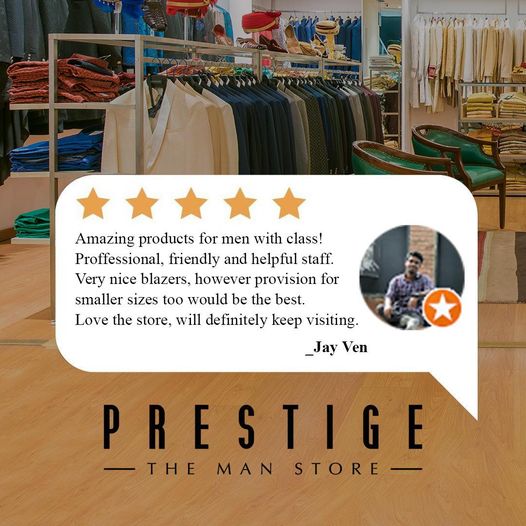 Amazing products for men with class!
Proffessional, friendly and helpful staff.
Very nice blazers, however provision for
smaller sizes too would be the best.
Love the store, will definitely keep visiting.
_Jay Ven
PRESTIGE
THE MAN STORE